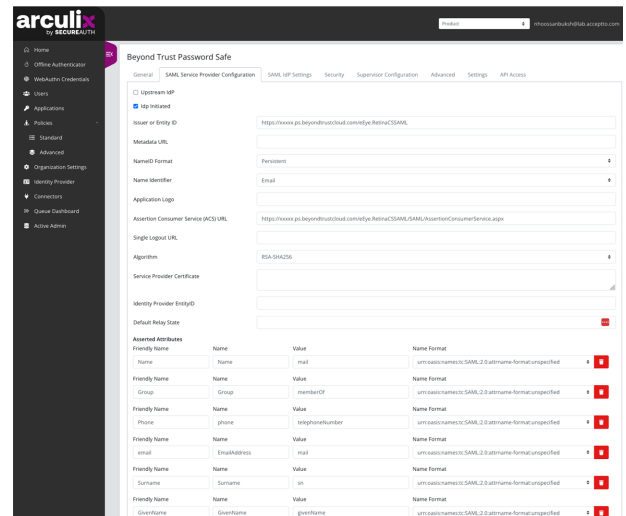 arculix
by SECUREAUTH
Product
Home
Offline Authenticator
WebAuthn Credentials
Users
Applications
Policies
Standard
Advanced
Organization Settings
Identity Provider
Connectors
Queue Dashboard
Active Admin
Beyond Trust Password Safe
General SAML Service Provider Configuration SAML IdP Settings Security Supervisor Configuration Advanced Settings API Access
Upstream IdP
Idp Initiated
Issuer or Entity ID https://xxxxx.ps.beyondtrustcloud.com/eEye.RetinaCSSAML
Metadata URL
NameID Format Persistent
Name Identifier Email
Application Logo
Assertion Consumer Service (ACS) URL https://xxxxx.ps.beyondtrustcloud.com/eEye.RetinaCSSAML/SAML/AssertionConsumerService.aspx
Single Logout URL
Algorithm RSA-SHA256
Service Provider Certificate
Identity Provider EntityID
Default Relay State
Asserted Attributes
Friendly Name Name Value Name Format
Name Name mail urn:oasis:names:tc:SAML:2.0:attrname-format:unspecified
Friendly Name Name Value Name Format
Group Group memberOf urn:oasis:names:tc:SAML:2.0:attrname-format:unspecified
Friendly Name Name Value Name Format
Phone phone telephoneNumber urn:oasis:names:tc:SAML:2.0:attrname-format:unspecified
Friendly Name Name Value Name Format
email EmailAddress mail urn:oasis:names:tc:SAML:2.0:attrname-format:unspecified
Friendly Name Name Value Name Format
Surname Surname sn urn:oasis:names:tc:SAML:2.0:attrname-format:unspecified
Friendly Name Name Value Name Format
GivenName GivenName givenName urn:oasis:names:tc:SAML:2.0:attrname-format:unspecified